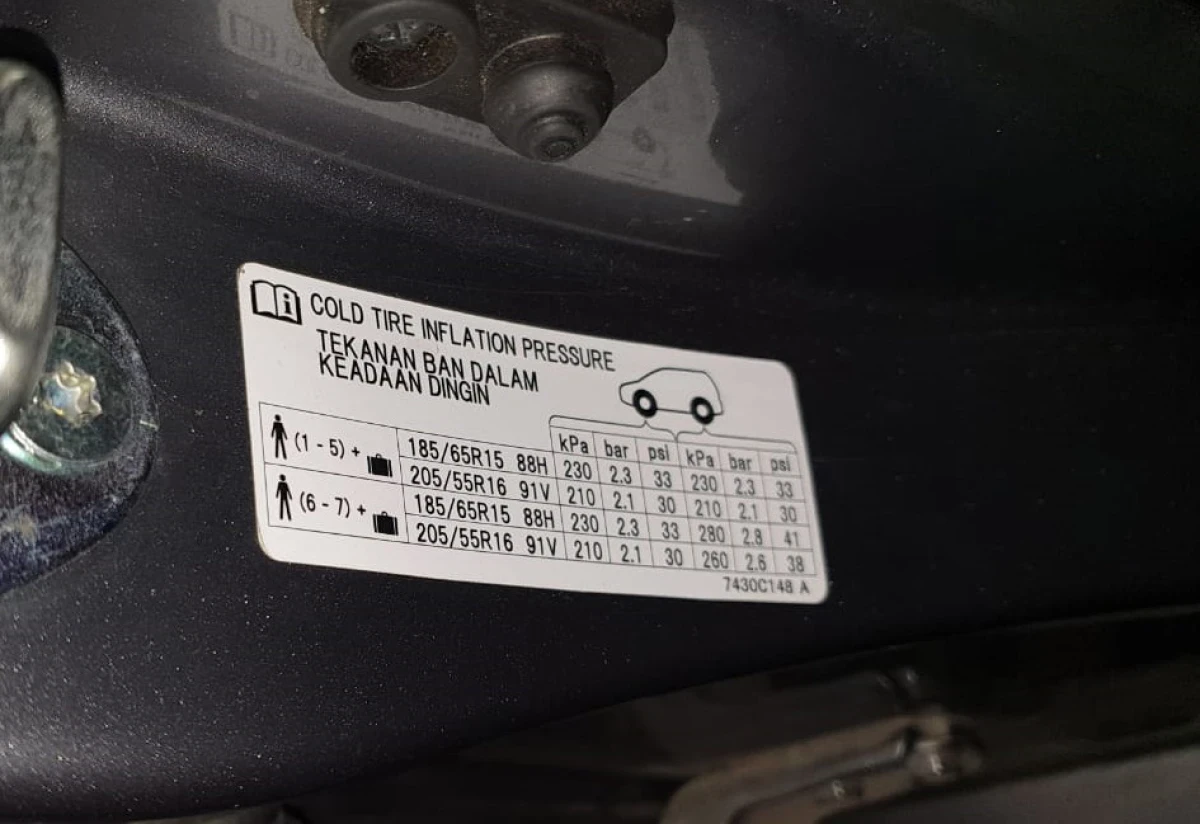 COLD TIRE INFLATION PRESSURE
TEKANAN BAN DALAM
KEADAAN DINGIN
kPa bar psi kPa bar psi
(1 - 5) + 185/65R15 88H 230 2.3 33 230 2.3 33
205/55R16 91V 210 2.1 30 210 2.1 30
(6 - 7) + 185/65R15 88H 230 2.3 33 280 2.8 41
205/55R16 91V 210 2.1 30 260 2.6 38
7430C148 A